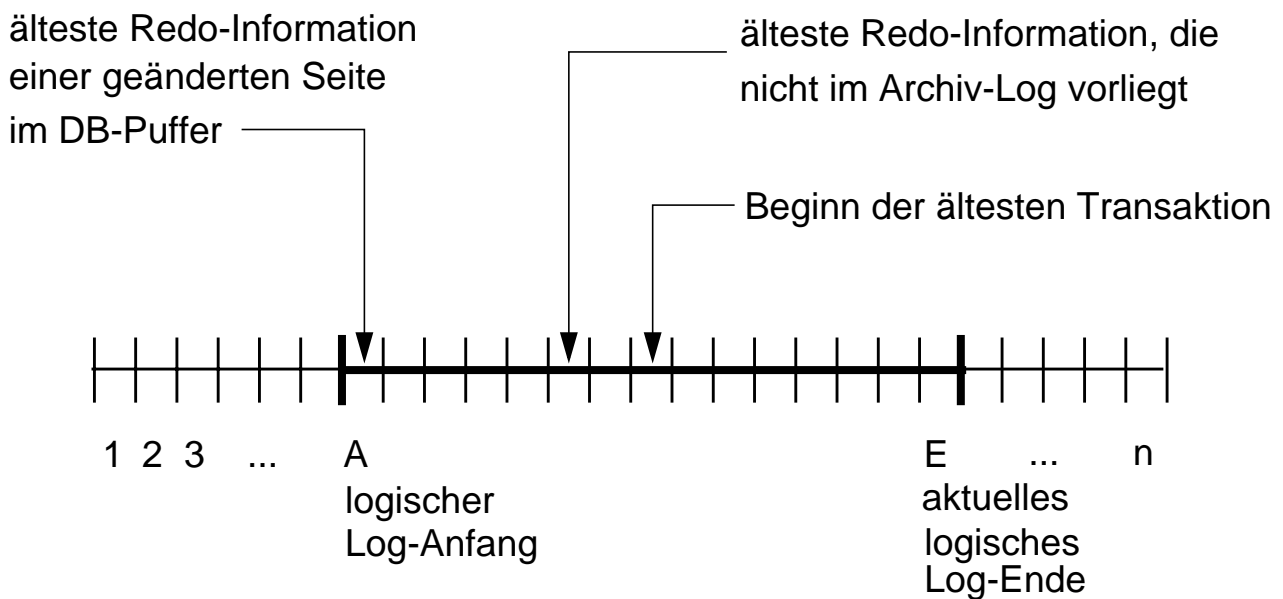 älteste Redo-Information
einer geänderten Seite
im DB-Puffer
älteste Redo-Information, die
nicht im Archiv-Log vorliegt
Beginn der ältesten Transaktion
1 2 3 ... A E ... n
logischer
Log-Anfang
aktuelles
logisches
Log-Ende